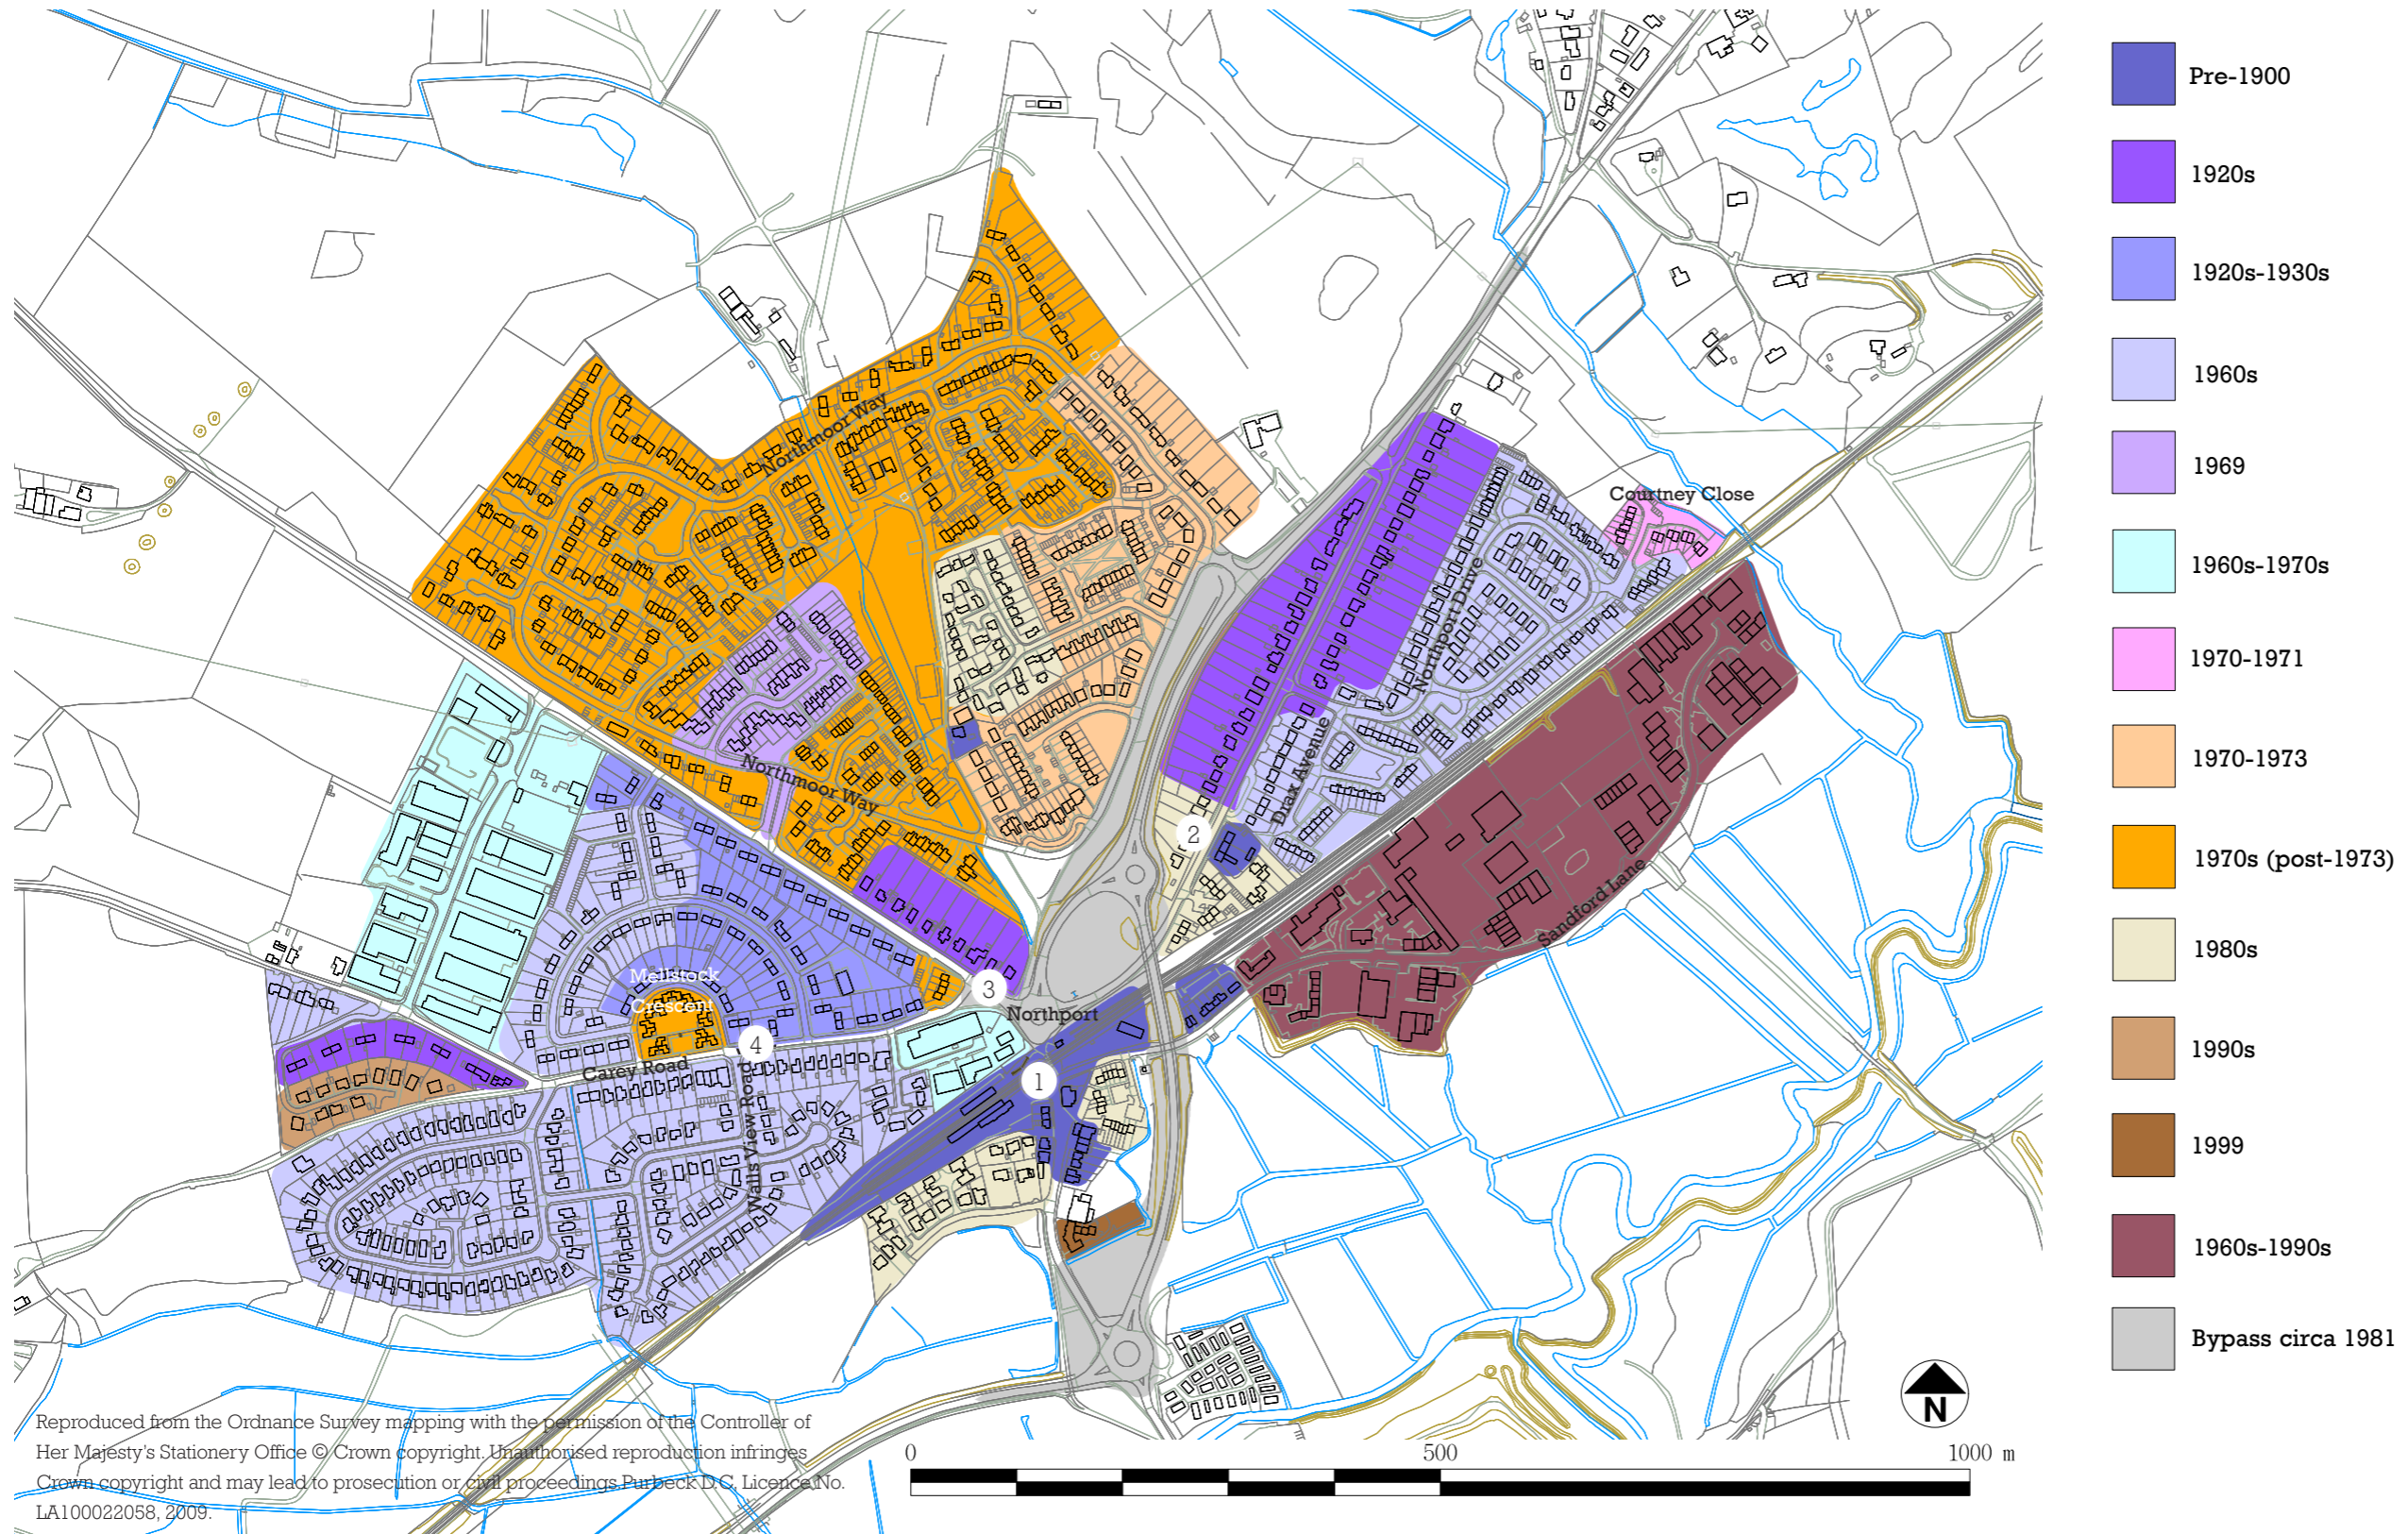 Pre-1900
1920s
1920s-1930s
1960s
1969
1960s-1970s
1970-1971
1970-1973
1970s (post-1973)
1980s
1990s
1999
1960s-1990s
Bypass circa 1981
Courtney Close
Northmoor Way
Northport Drive
Drax Avenue
Northmoor Way
2
Sandford Lane
Mellstock
Crescent
3
Northport
4
Carey Road
1
Walls View Road
N
0 500 1000 m
Reproduced from the Ordnance Survey mapping with the permission of the Controller of
Her Majesty's Stationery Office © Crown copyright. Unauthorised reproduction infringes
Crown copyright and may lead to prosecution or civil proceedings Purbeck D.C. Licence No.
LA100022058, 2009.